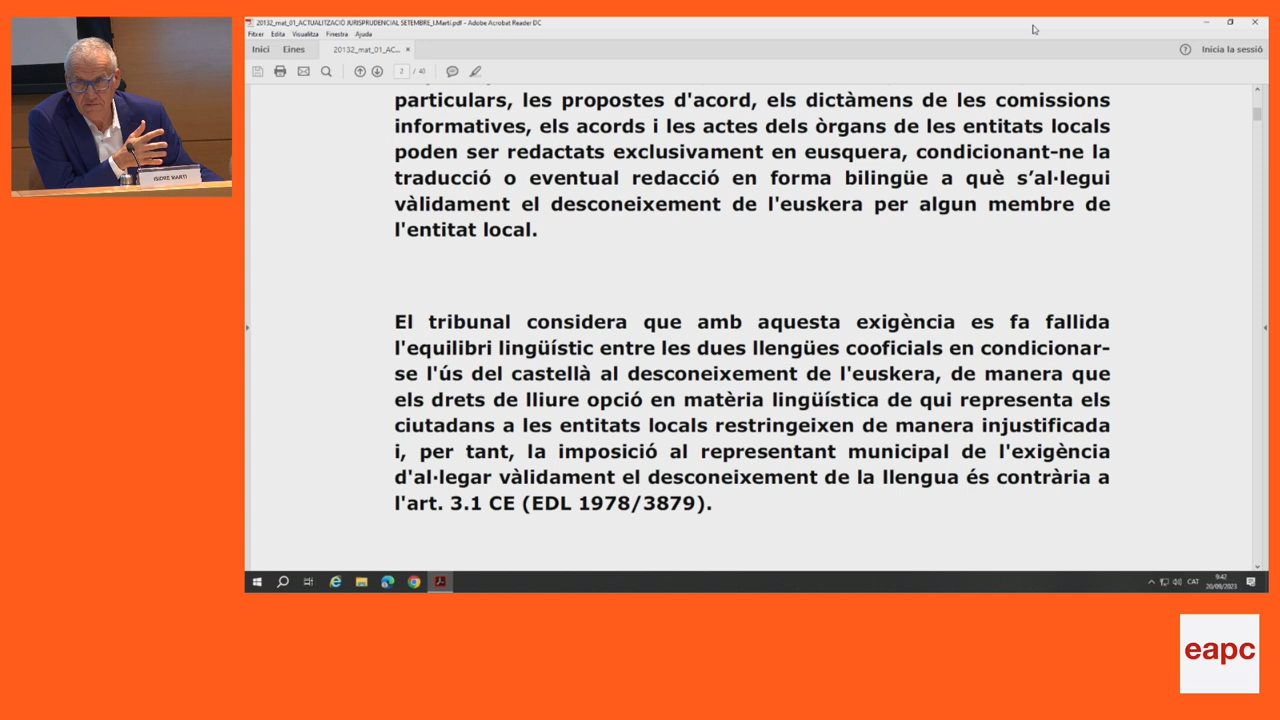 20132_mat_01_ACTUALITZACIÓ JURISPRUDENCIAL SETEMBRE_I.Martí.pdf - Adobe Acrobat Reader DC
Fitxer Edita Visualitza Finestra Ajuda
Inici Eines 20132_mat_01_AC... × Inicia la sessió
2 / 40
particulars, les propostes d'acord, els dictàmens de les comissions
informatives, els acords i les actes dels òrgans de les entitats locals
poden ser redactats exclusivament en eusquera, condicionant-ne la
traducció o eventual redacció en forma bilingüe a què s’al·legui
vàlidament el desconeixement de l'euskera per algun membre de
l'entitat local.
El tribunal considera que amb aquesta exigència es fa fallida
l'equilibri lingüístic entre les dues llengües cooficials en condicionar-
se l'ús del castellà al desconeixement de l'euskera, de manera que
els drets de lliure opció en matèria lingüística de qui representa els
ciutadans a les entitats locals restringeixen de manera injustificada
i, per tant, la imposició al representant municipal de l'exigència
d'al·legar vàlidament el desconeixement de la llengua és contrària a
l'art. 3.1 CE (EDL 1978/3879).
ISIDRE MARTÍ
CAT
9:42
20/09/2023
eapc